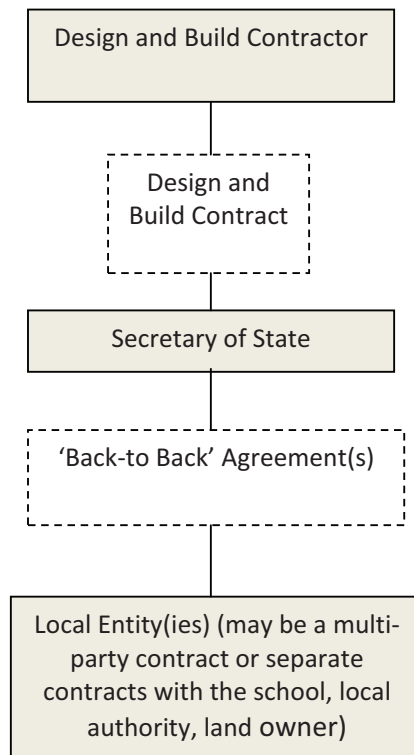 Design and Build Contractor
Design and
Build Contract
Secretary of State
‘Back-to Back’ Agreement(s)
Local Entity(ies) (may be a multi-
party contract or separate
contracts with the school, local
authority, land owner)